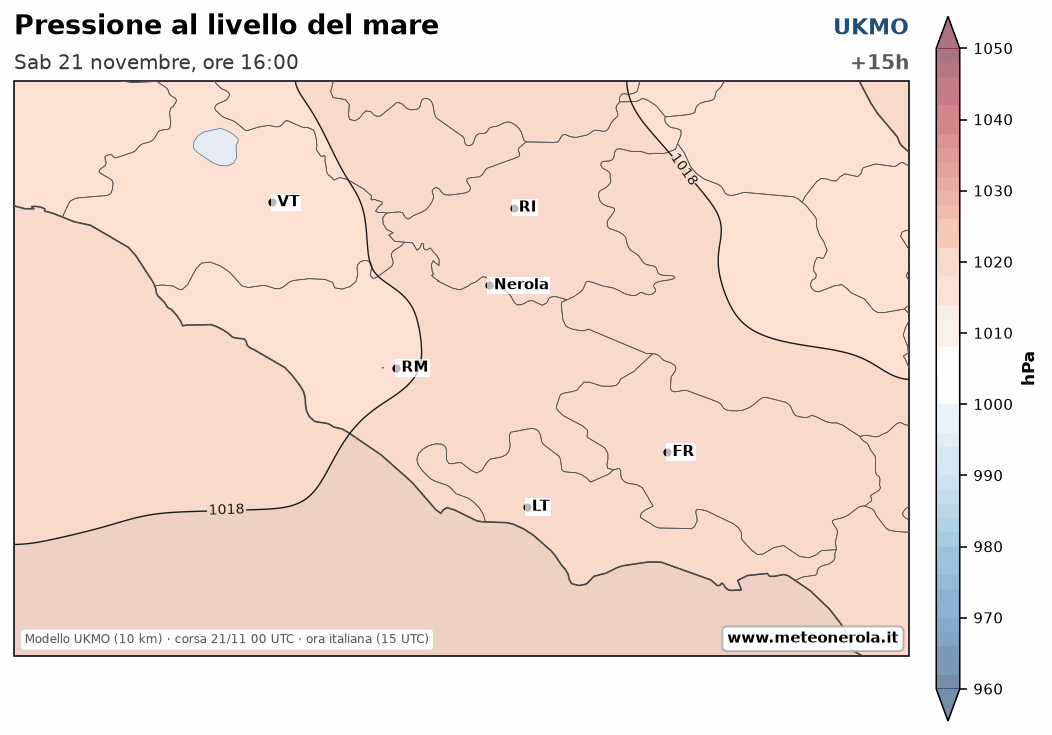 Pressione al livello del mare
UKMO
Sab 21 novembre, ore 16:00
+15h
1050
1040
1030
1020
1010
1000
990
980
970
960
hPa
1018
VT
RI
Nerola
RM
FR
LT
1018
Modello UKMO (10 km) · corsa 21/11 00 UTC · ora italiana (15 UTC)
www.meteonerola.it